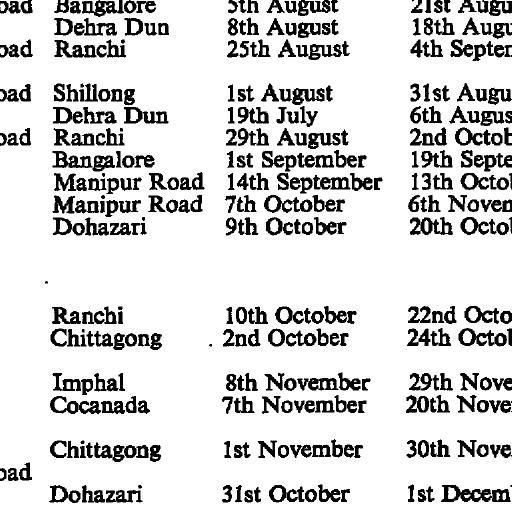 oad Bangalore 5th August 21st Augu
Dehra Dun 8th August 18th Augu
oad Ranchi 25th August 4th Septer
oad Shillong 1st August 31st Augu
Dehra Dun 19th July 6th Augus
oad Ranchi 29th August 2nd Octob
Bangalore 1st September 19th Septe
Manipur Road 14th September 13th Octo
Manipur Road 7th October 6th Noven
Dohazari 9th October 20th Octo
Ranchi 10th October 22nd Octo
Chittagong 2nd October 24th Octol
Imphal 8th November 29th Nove
Cocanada 7th November 20th Nove
Chittagong 1st November 30th Nove
oad
Dohazari 31st October 1st Decem